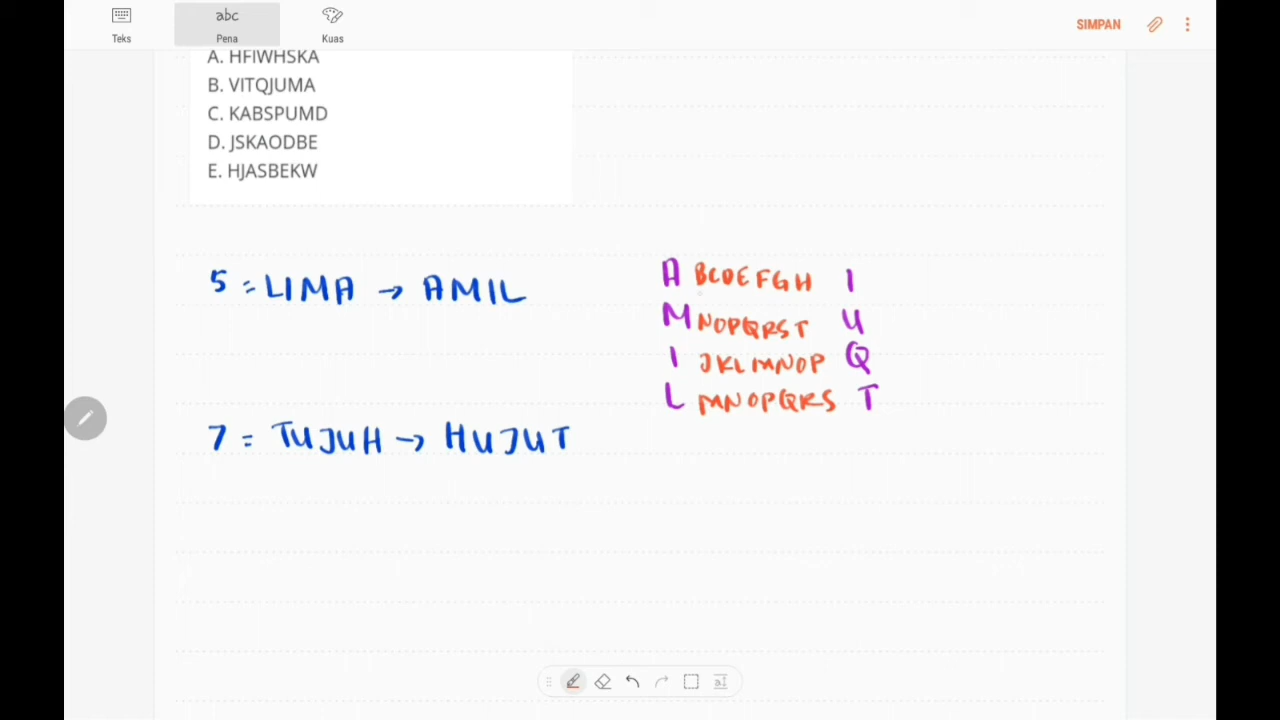 Teks
abc
Pena
Kuas
SIMPAN
A. HFIWHSKA
B. VITQJUMA
C. KABSPUMD
D. JSKAODBE
E. HJASBEKW
5 = LIMA → AMIL
A BCDEFGH I
M NOPQRST U
I JKLMNOP Q
L MNOPQRS T
7 = TUJUH → HUJUT